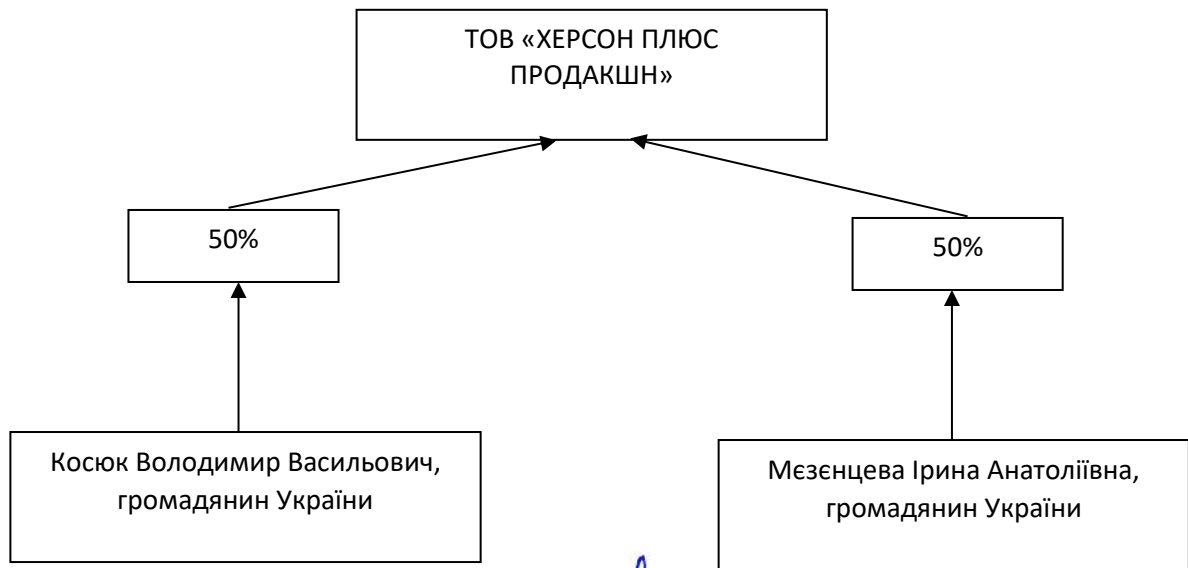 ТОВ «ХЕРСОН ПЛЮС
ПРОДАКШН»
50%
50%
Косюк Володимир Васильович,
громадянин України
Мєзєнцева Ірина Анатоліївна,
громадянин України